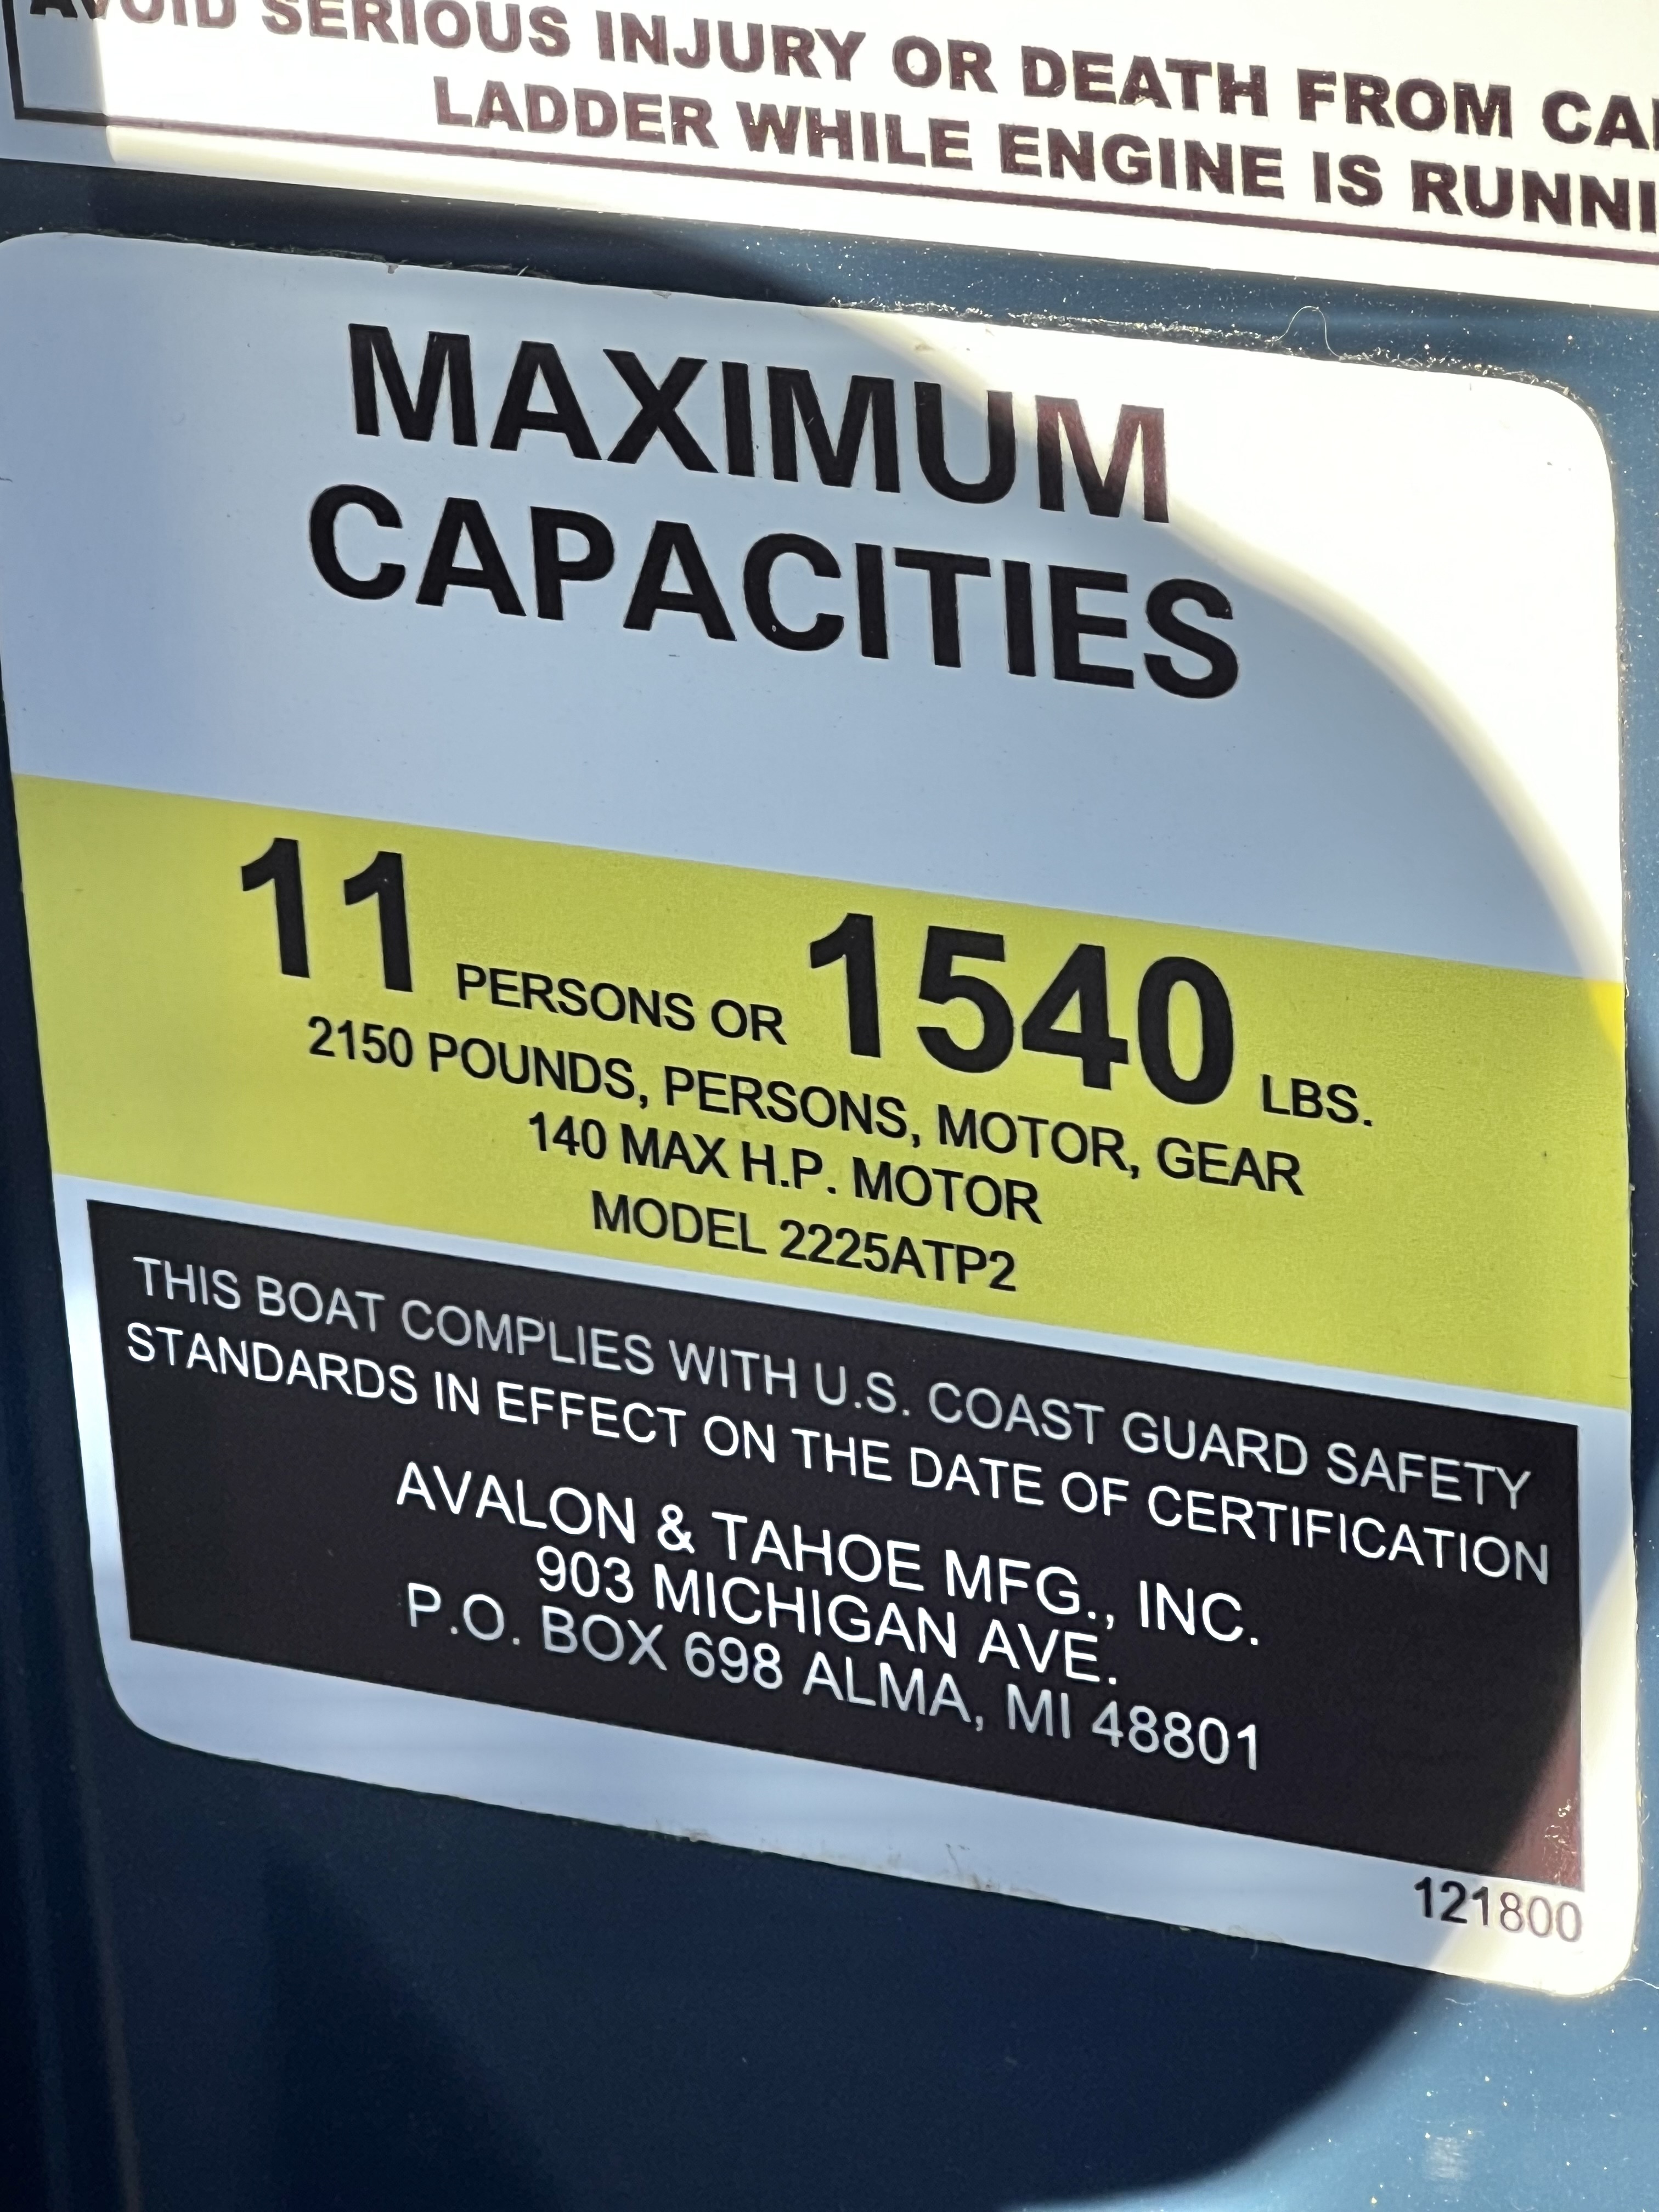 AVOID SERIOUS INJURY OR DEATH FROM
LADDER WHILE ENGINE IS
MAXIMUM
CAPACITIES
11 PERSONS OR 1540 LBS.
2150 POUNDS, PERSONS, MOTOR, GEAR
140 MAX H.P. MOTOR
MODEL 2225ATP2
THIS BOAT COMPLIES WITH U.S. COAST GUARD SAFETY
STANDARDS IN EFFECT ON THE DATE OF CERTIFICATION
AVALON & TAHOE MFG., INC.
903 MICHIGAN AVE.
P.O. BOX 698 ALMA, MI 48801
121800